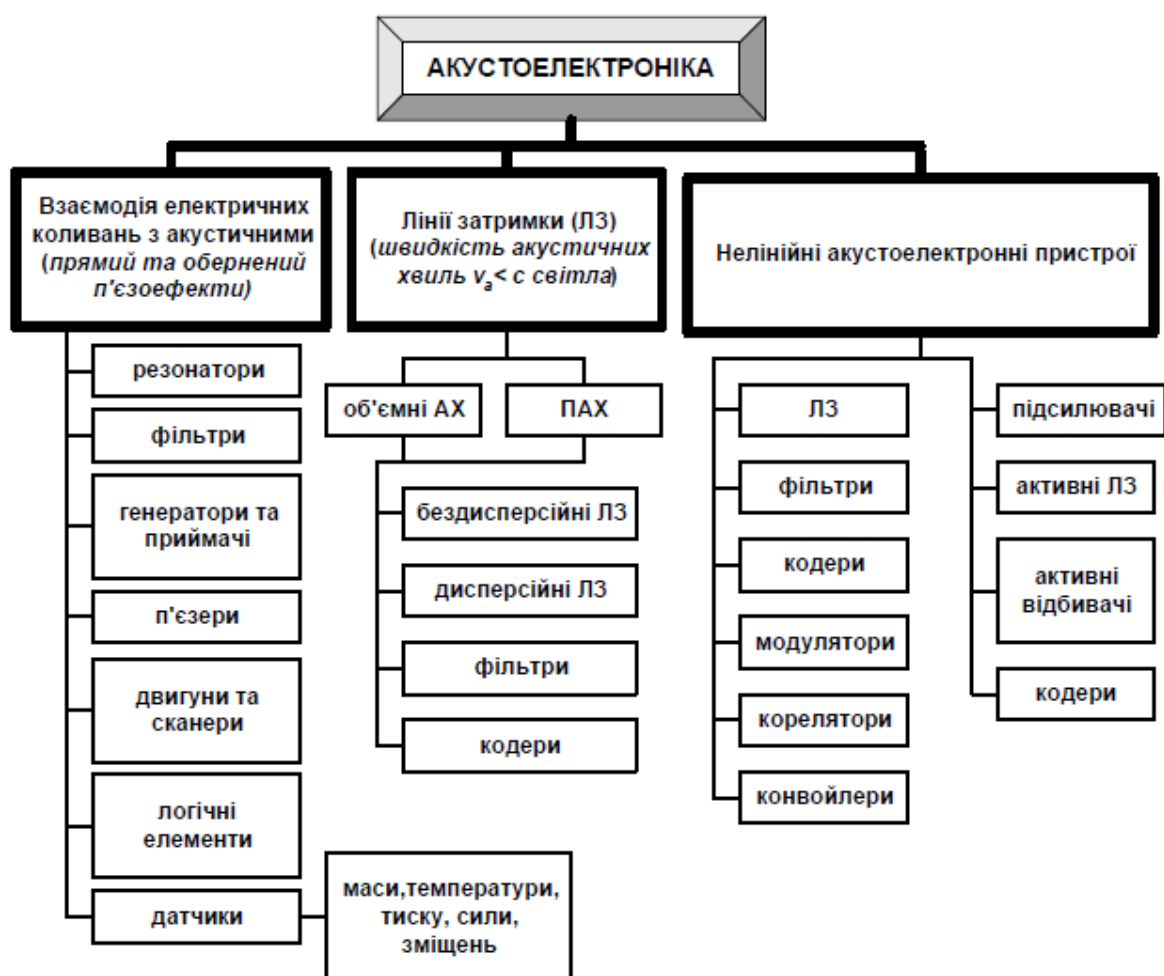 АКУСТОЕЛЕКТРОНІКА
Взаємодія електричних
коливань з акустичними
(прямий та обернений
п'єзоефекти)
резонатори
фільтри
генератори та
приймачі
п'єзери
двигуни та
сканери
логічні
елементи
датчики
маси,температури,
тиску, сили,
зміщень
Лінії затримки (ЛЗ)
(швидкість акустичних
хвиль vₐ< c світла)
об'ємні АХ
ПАХ
бездисперсійні ЛЗ
дисперсійні ЛЗ
фільтри
кодери
Нелінійні акустоелектронні пристрої
ЛЗ
фільтри
кодери
модулятори
корелятори
конвойлери
підсилювачі
активні ЛЗ
активні
відбивачі
кодери